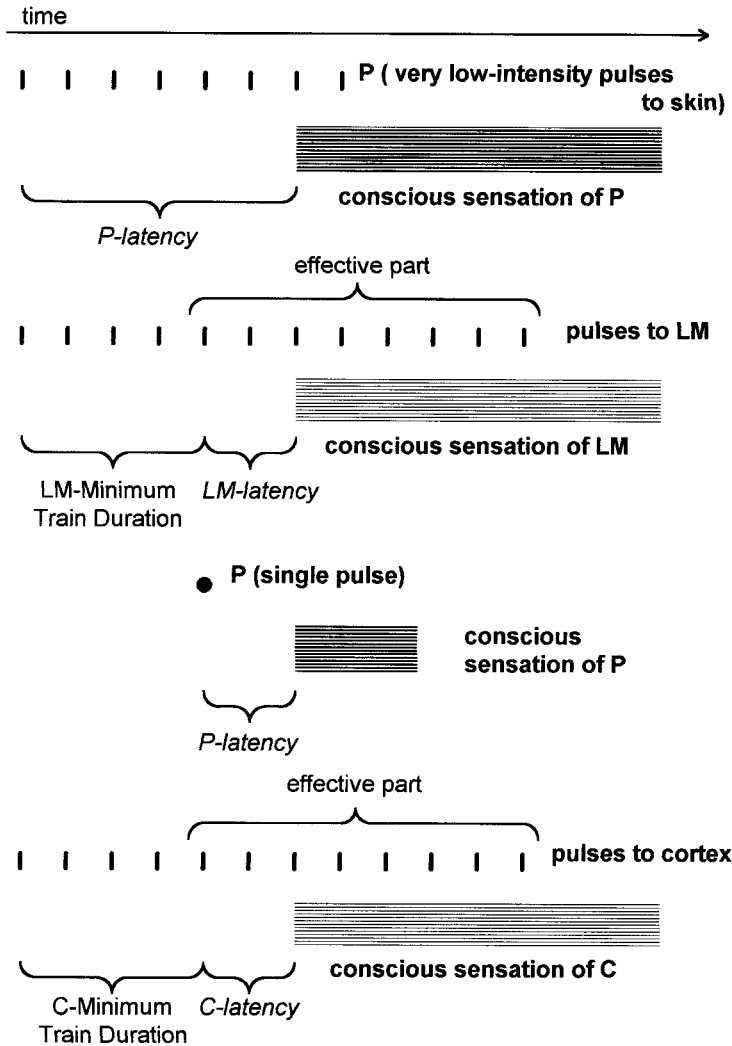 time
P ( very low-intensity pulses
to skin)
conscious sensation of P
P-latency
effective part
pulses to LM
conscious sensation of LM
LM-Minimum
Train Duration
LM-latency
P (single pulse)
conscious
sensation of P
P-latency
effective part
pulses to cortex
conscious sensation of C
C-Minimum
Train Duration
C-latency